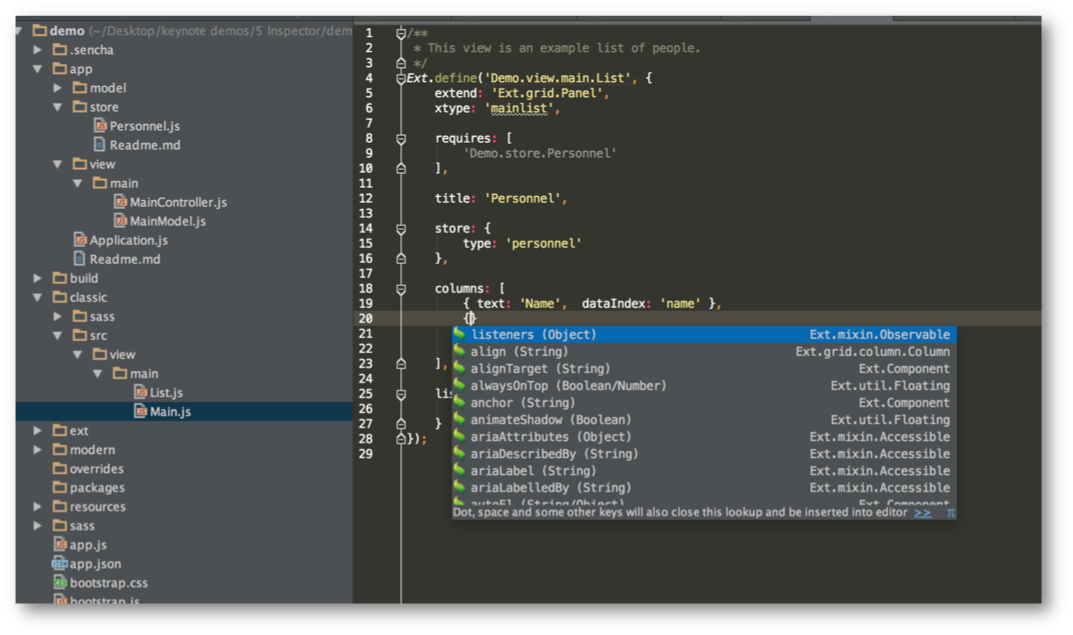 demo (~/Desktop/keynote demos/5 Inspector/dem
.sencha
app
model
store
Personnel.js
Readme.md
view
main
MainController.js
MainModel.js
Application.js
Readme.md
build
classic
sass
src
view
main
List.js
Main.js
ext
modern
overrides
packages
resources
sass
app.js
app.json
bootstrap.css
bootstrap.js
1 /**
2 * This view is an example list of people.
3 */
4 Ext.define('Demo.view.main.List', {
5 extend: 'Ext.grid.Panel',
6 xtype: 'mainlist',
7
8 requires: [
9 'Demo.store.Personnel'
10 ],
11
12 title: 'Personnel',
13
14 store: {
15 type: 'personnel'
16 },
17
18 columns: [
19 { text: 'Name', dataIndex: 'name' },
20 {}
21
22
23 ],
24
25 lis
26
27 }
28 });
29
listeners (Object) Ext.mixin.Observable
align (String) Ext.grid.column.Column
alignTarget (String) Ext.Component
alwaysOnTop (Boolean/Number) Ext.util.Floating
anchor (String) Ext.Component
animateShadow (Boolean) Ext.util.Floating
ariaAttributes (Object) Ext.mixin.Accessible
ariaDescribedBy (String) Ext.mixin.Accessible
ariaLabel (String) Ext.mixin.Accessible
ariaLabelledBy (String) Ext.mixin.Accessible
autoEl (String/Object) Ext.Component
Dot, space and some other keys will also close this lookup and be inserted into editor >> π